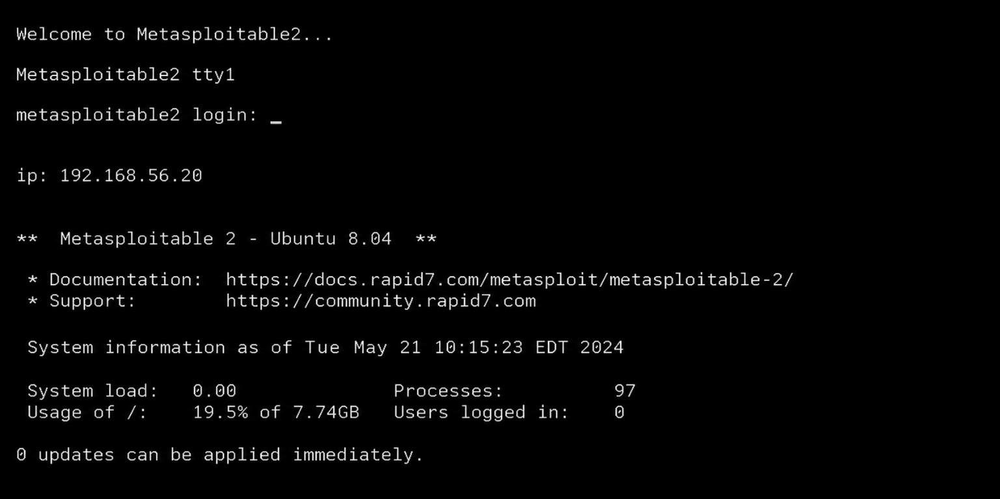 Welcome to Metasploitable2...
Metasploitable2 tty1
metasploitable2 login: _
ip: 192.168.56.20
** Metasploitable 2 - Ubuntu 8.04 **
* Documentation: https://docs.rapid7.com/metasploit/metasploitable-2/
* Support: https://community.rapid7.com
System information as of Tue May 21 10:15:23 EDT 2024
System load: 0.00 Processes: 97
Usage of /: 19.5% of 7.74GB Users logged in: 0
0 updates can be applied immediately.